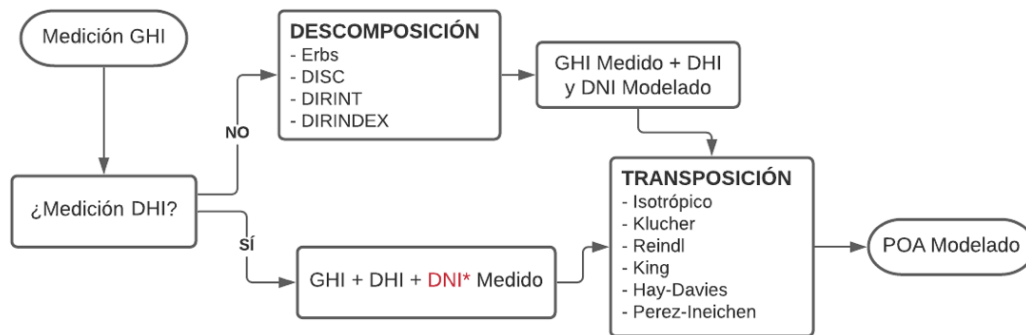 Medición GHI
¿Medición DHI?
NO
SÍ
DESCOMPOSICIÓN
- Erbs
- DISC
- DIRINT
- DIRINDEX
GHI Medido + DHI
y DNI Modelado
GHI + DHI + DNI* Medido
TRANSPOSICIÓN
- Isotrópico
- Klucher
- Reindl
- King
- Hay-Davies
- Perez-Ineichen
POA Modelado